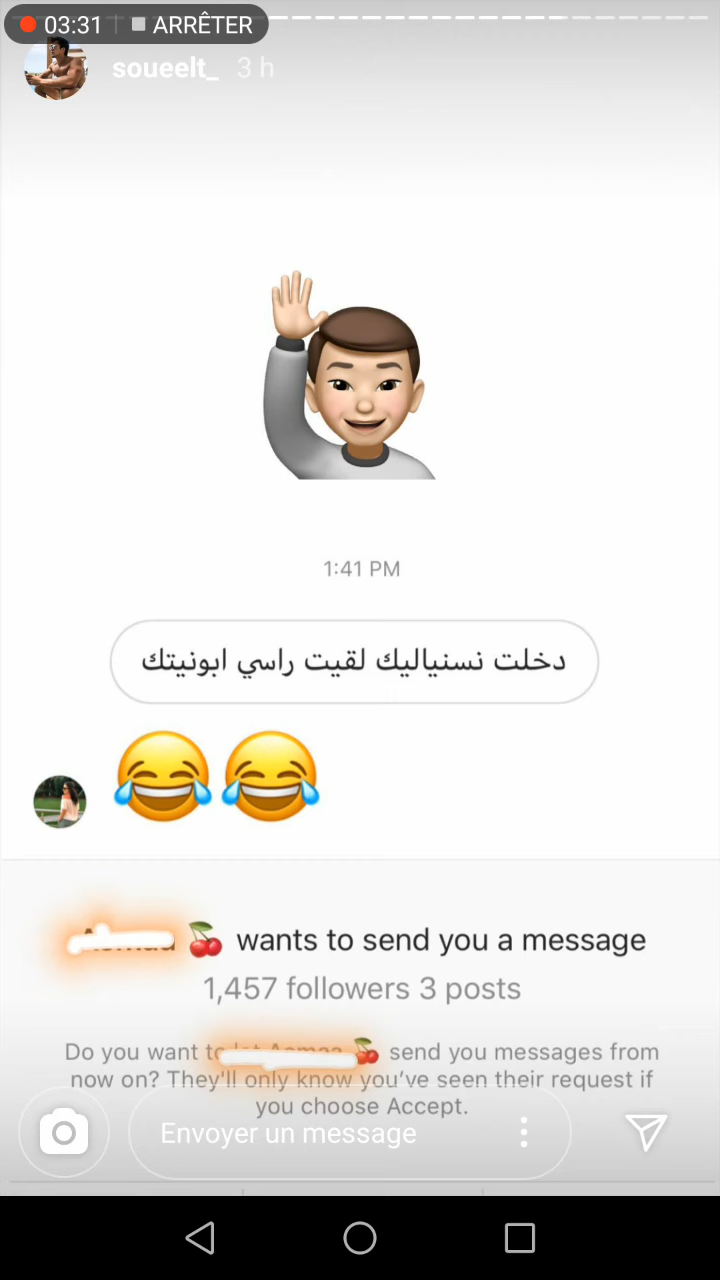 03:31 ARRÊTER
soueelt_ 3 h
1:41 PM
دخلت نسنياليك لقيت راسي ابونيتك
😂😂
🍒 wants to send you a message
1,457 followers 3 posts
Do you want to 🍒 send you messages from
now on? They'll only know you've seen their request if
you choose Accept.
Envoyer un message